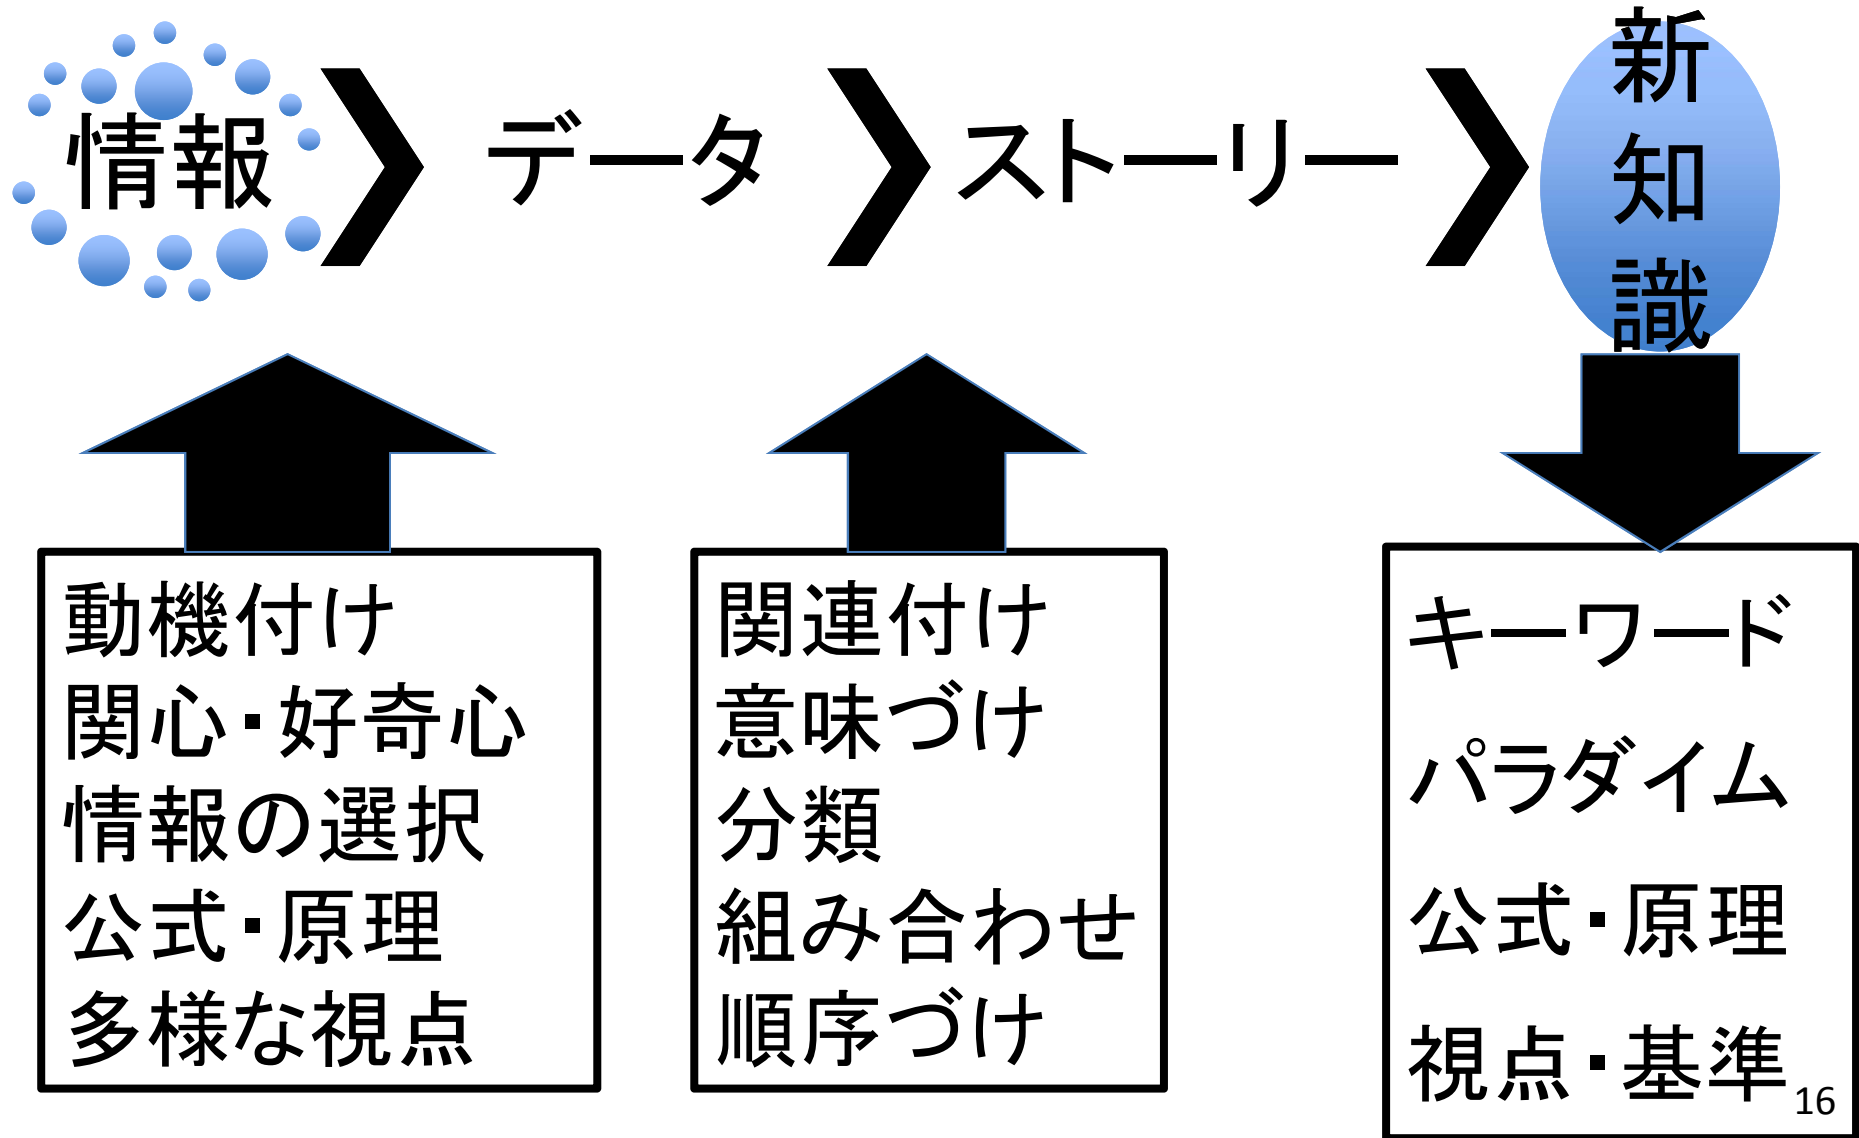 情報
データ
ストーリー
新
知
識
動機付け
関心・好奇心
情報の選択
公式・原理
多様な視点
関連付け
意味づけ
分類
組み合わせ
順序づけ
キーワード
パラダイム
公式・原理
視点・基準
16